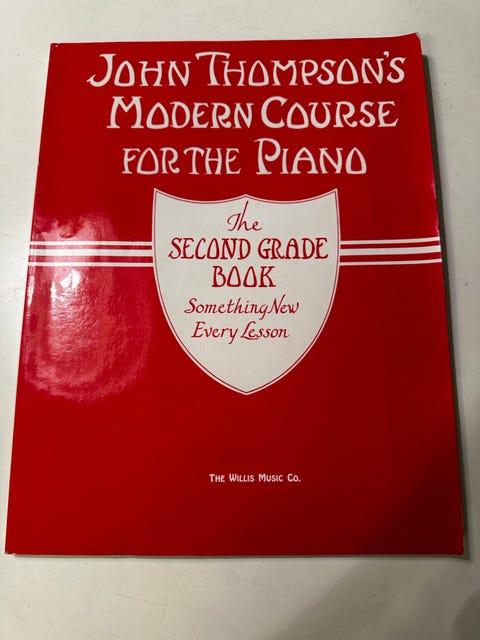 JOHN THOMPSON'S
MODERN COURSE
FOR THE PIANO
The
SECOND GRADE
BOOK
Something New
Every Lesson
THE WILLIS MUSIC CO.